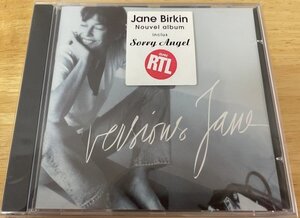 Jane Birkin
Nouvel album
inclus
Sorry Angel
RTL
versions Jane